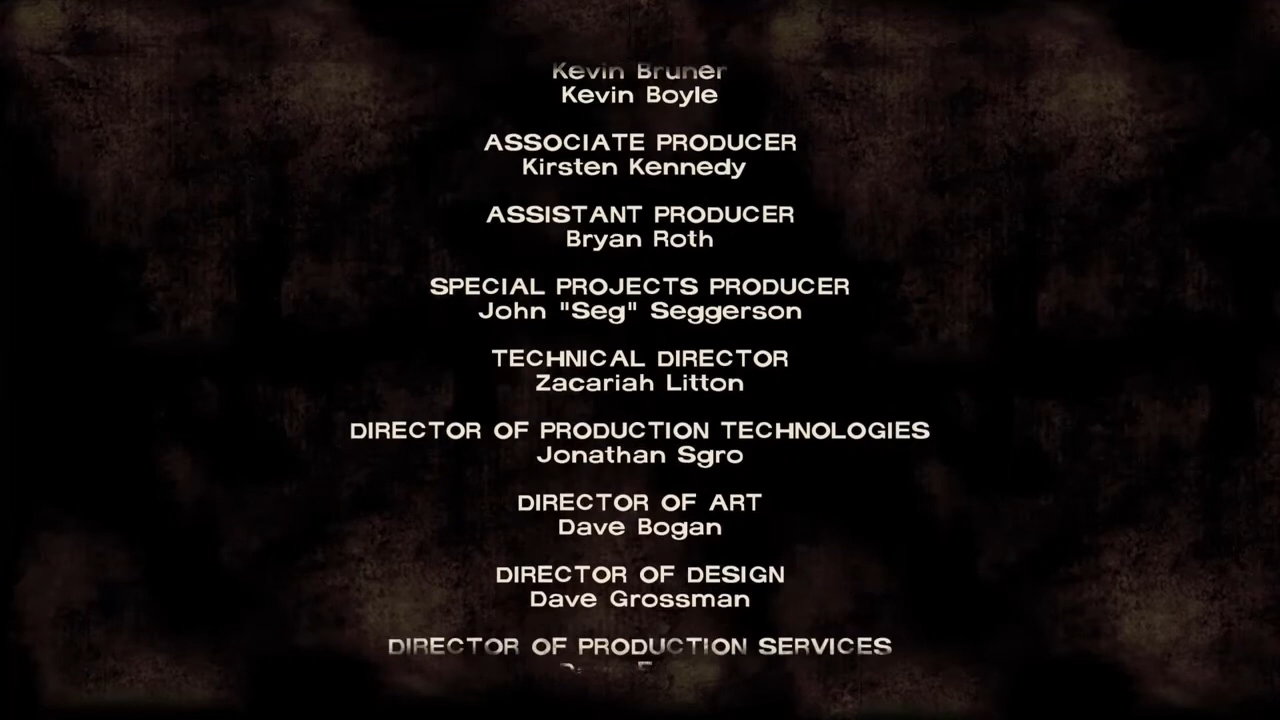 Kevin Bruner
Kevin Boyle
ASSOCIATE PRODUCER
Kirsten Kennedy
ASSISTANT PRODUCER
Bryan Roth
SPECIAL PROJECTS PRODUCER
John "Seg" Seggerson
TECHNICAL DIRECTOR
Zacariah Litton
DIRECTOR OF PRODUCTION TECHNOLOGIES
Jonathan Sgro
DIRECTOR OF ART
Dave Bogan
DIRECTOR OF DESIGN
Dave Grossman
DIRECTOR OF PRODUCTION SERVICES